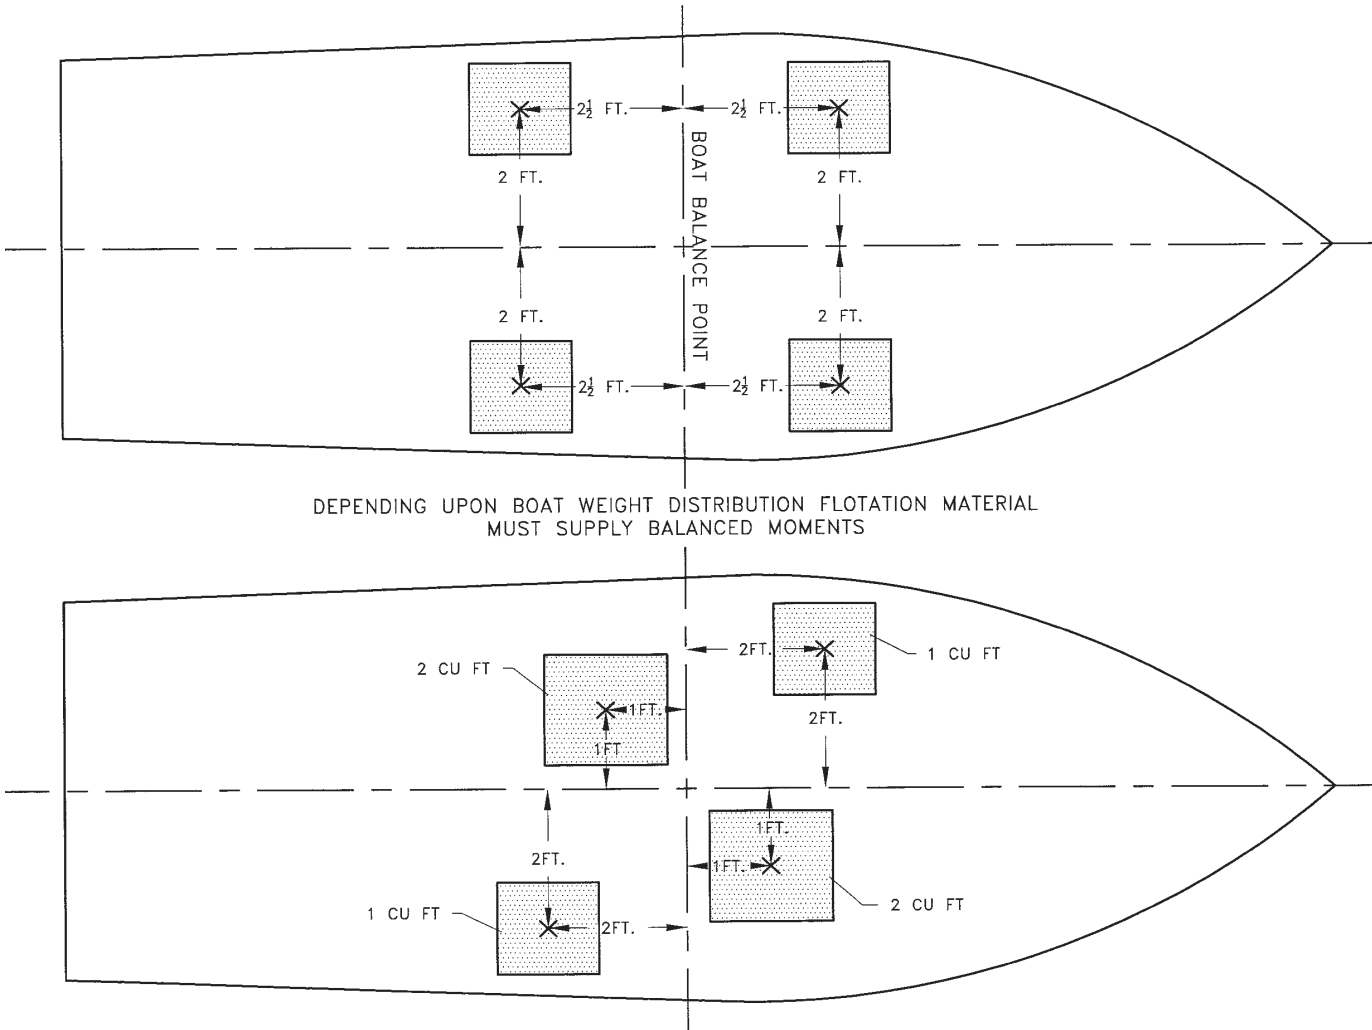 2½ FT.
2½ FT.
2 FT.
2 FT.
BOAT BALANCE POINT
2 FT.
2 FT.
2½ FT.
2½ FT.
DEPENDING UPON BOAT WEIGHT DISTRIBUTION FLOTATION MATERIAL
MUST SUPPLY BALANCED MOMENTS
2FT.
1 CU FT
2 CU FT
1FT.
2FT.
1FT
1FT.
2FT.
1FT.
2 CU FT
1 CU FT
2FT.